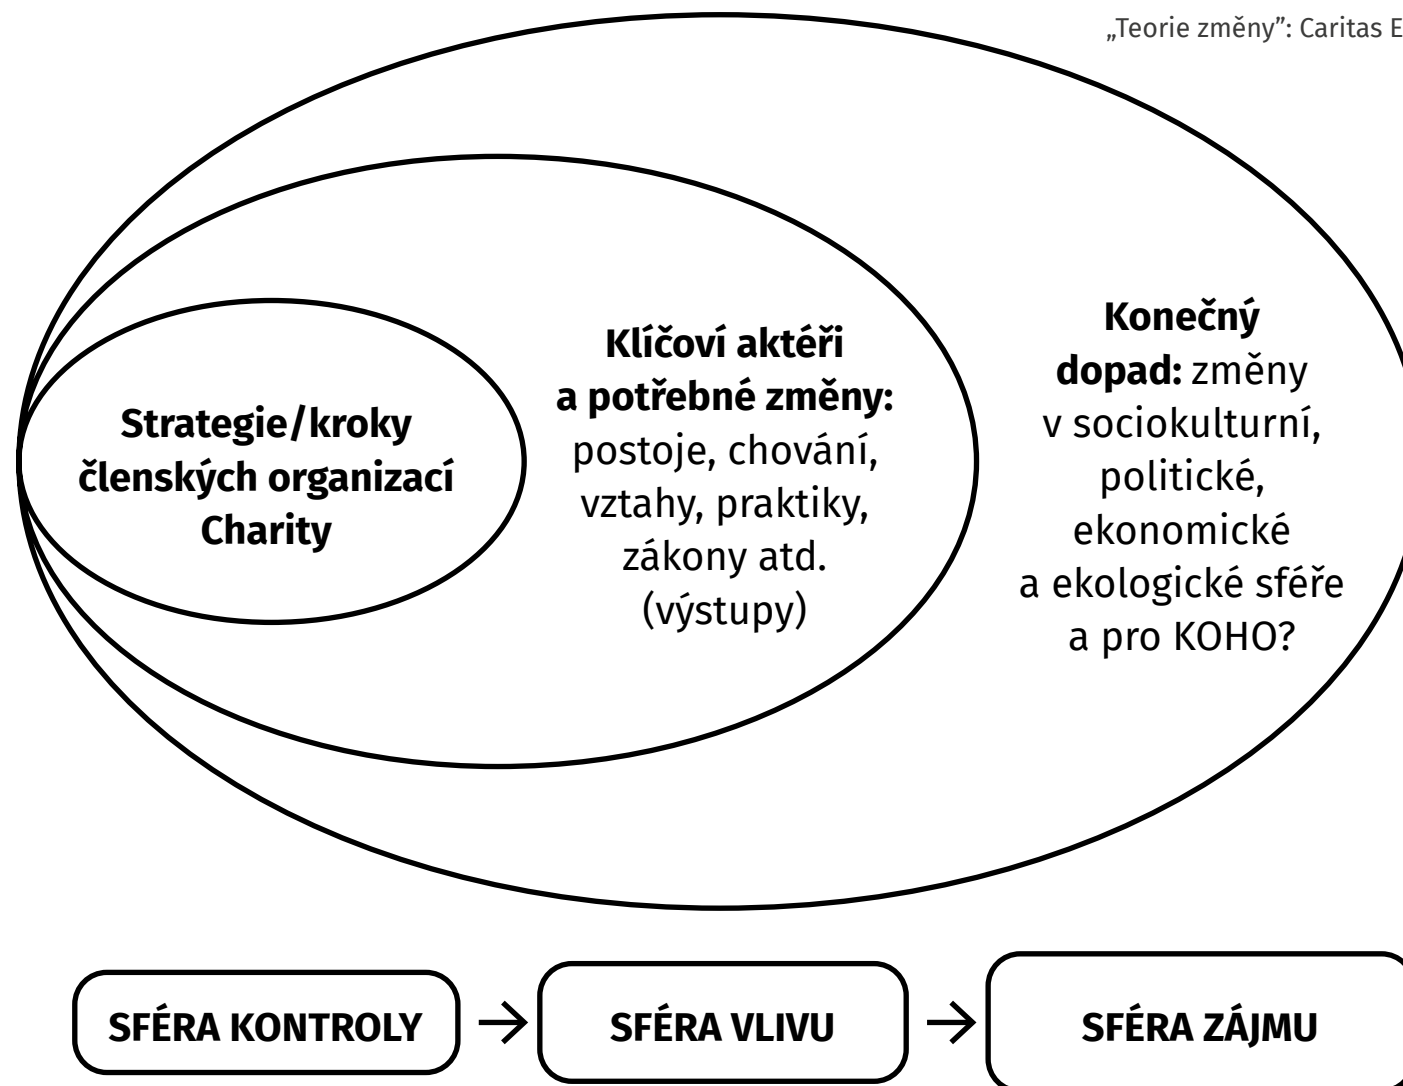 „Teorie změny”: Caritas E
Strategie/kroky
členských organizací
Charity
Klíčoví aktéři
a potřebné změny:
postoje, chování,
vztahy, praktiky,
zákony atd.
(výstupy)
Konečný
dopad: změny
v sociokulturní,
politické,
ekonomické
a ekologické sféře
a pro KOHO?
SFÉRA KONTROLY
SFÉRA VLIVU
SFÉRA ZÁJMU